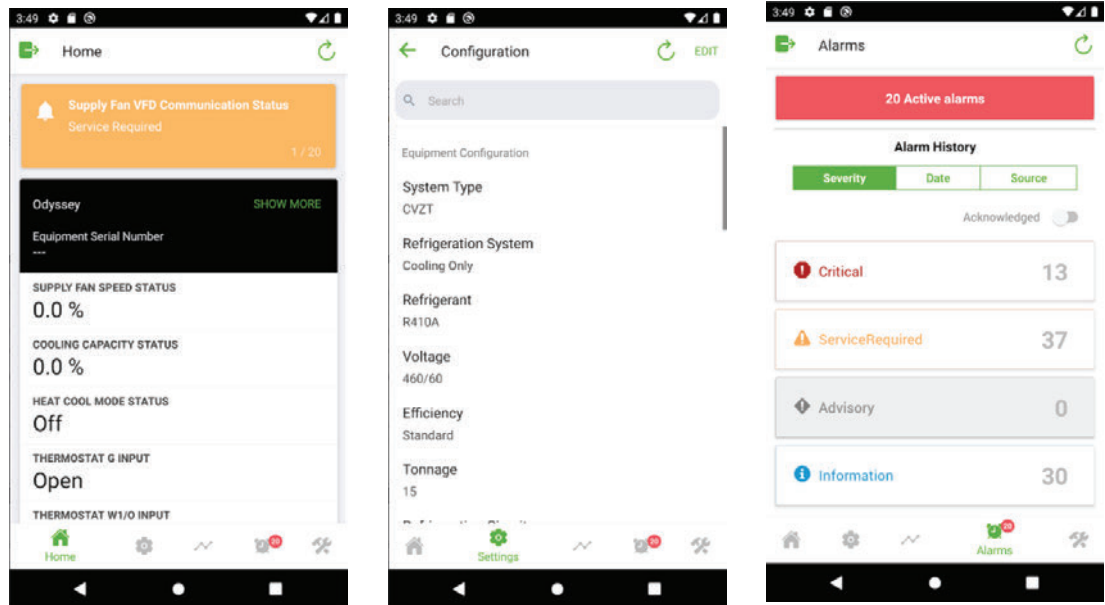 3:49
Home
Supply Fan VFD Communication Status
Service Required
1 / 20
Odyssey SHOW MORE
Equipment Serial Number
---
SUPPLY FAN SPEED STATUS
0.0 %
COOLING CAPACITY STATUS
0.0 %
HEAT COOL MODE STATUS
Off
THERMOSTAT G INPUT
Open
THERMOSTAT W1/O INPUT
20
Home
3:49
Configuration EDIT
Search
Equipment Configuration
System Type
CVZT
Refrigeration System
Cooling Only
Refrigerant
R410A
Voltage
460/60
Efficiency
Standard
Tonnage
15
20
Settings
3:49
Alarms
20 Active alarms
Alarm History
Severity Date Source
Acknowledged
Critical 13
ServiceRequired 37
Advisory 0
Information 30
20
Alarms